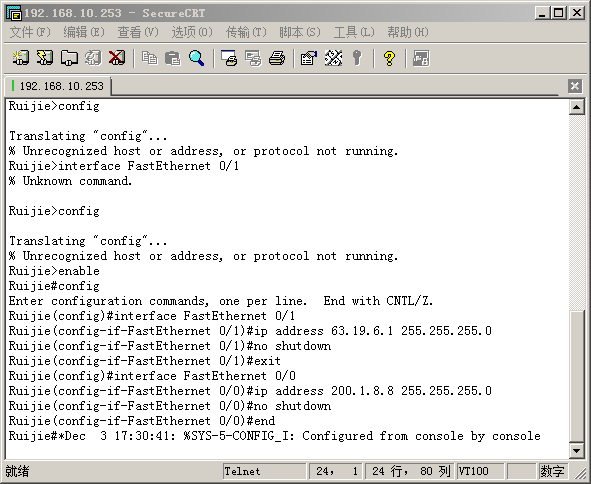 192.168.10.253 - SecureCRT
文件(F) 编辑(E) 查看(V) 选项(O) 传输(T) 脚本(S) 工具(L) 帮助(H)
192.168.10.253
Ruijie>config
Translating "config"...
% Unrecognized host or address, or protocol not running.
Ruijie>interface FastEthernet 0/1
% Unknown command.
Ruijie>config
Translating "config"...
% Unrecognized host or address, or protocol not running.
Ruijie>enable
Ruijie#config
Enter configuration commands, one per line.  End with CNTL/Z.
Ruijie(config)#interface FastEthernet 0/1
Ruijie(config-if-FastEthernet 0/1)#ip address 63.19.6.1 255.255.255.0
Ruijie(config-if-FastEthernet 0/1)#no shutdown
Ruijie(config-if-FastEthernet 0/1)#exit
Ruijie(config)#interface FastEthernet 0/0
Ruijie(config-if-FastEthernet 0/0)#ip address 200.1.8.8 255.255.255.0
Ruijie(config-if-FastEthernet 0/0)#no shutdown
Ruijie(config-if-FastEthernet 0/0)#end
Ruijie#*Dec  3 17:30:41: %SYS-5-CONFIG_I: Configured from console by console
就绪 Telnet 24, 1 24 行, 80 列 VT100 数字